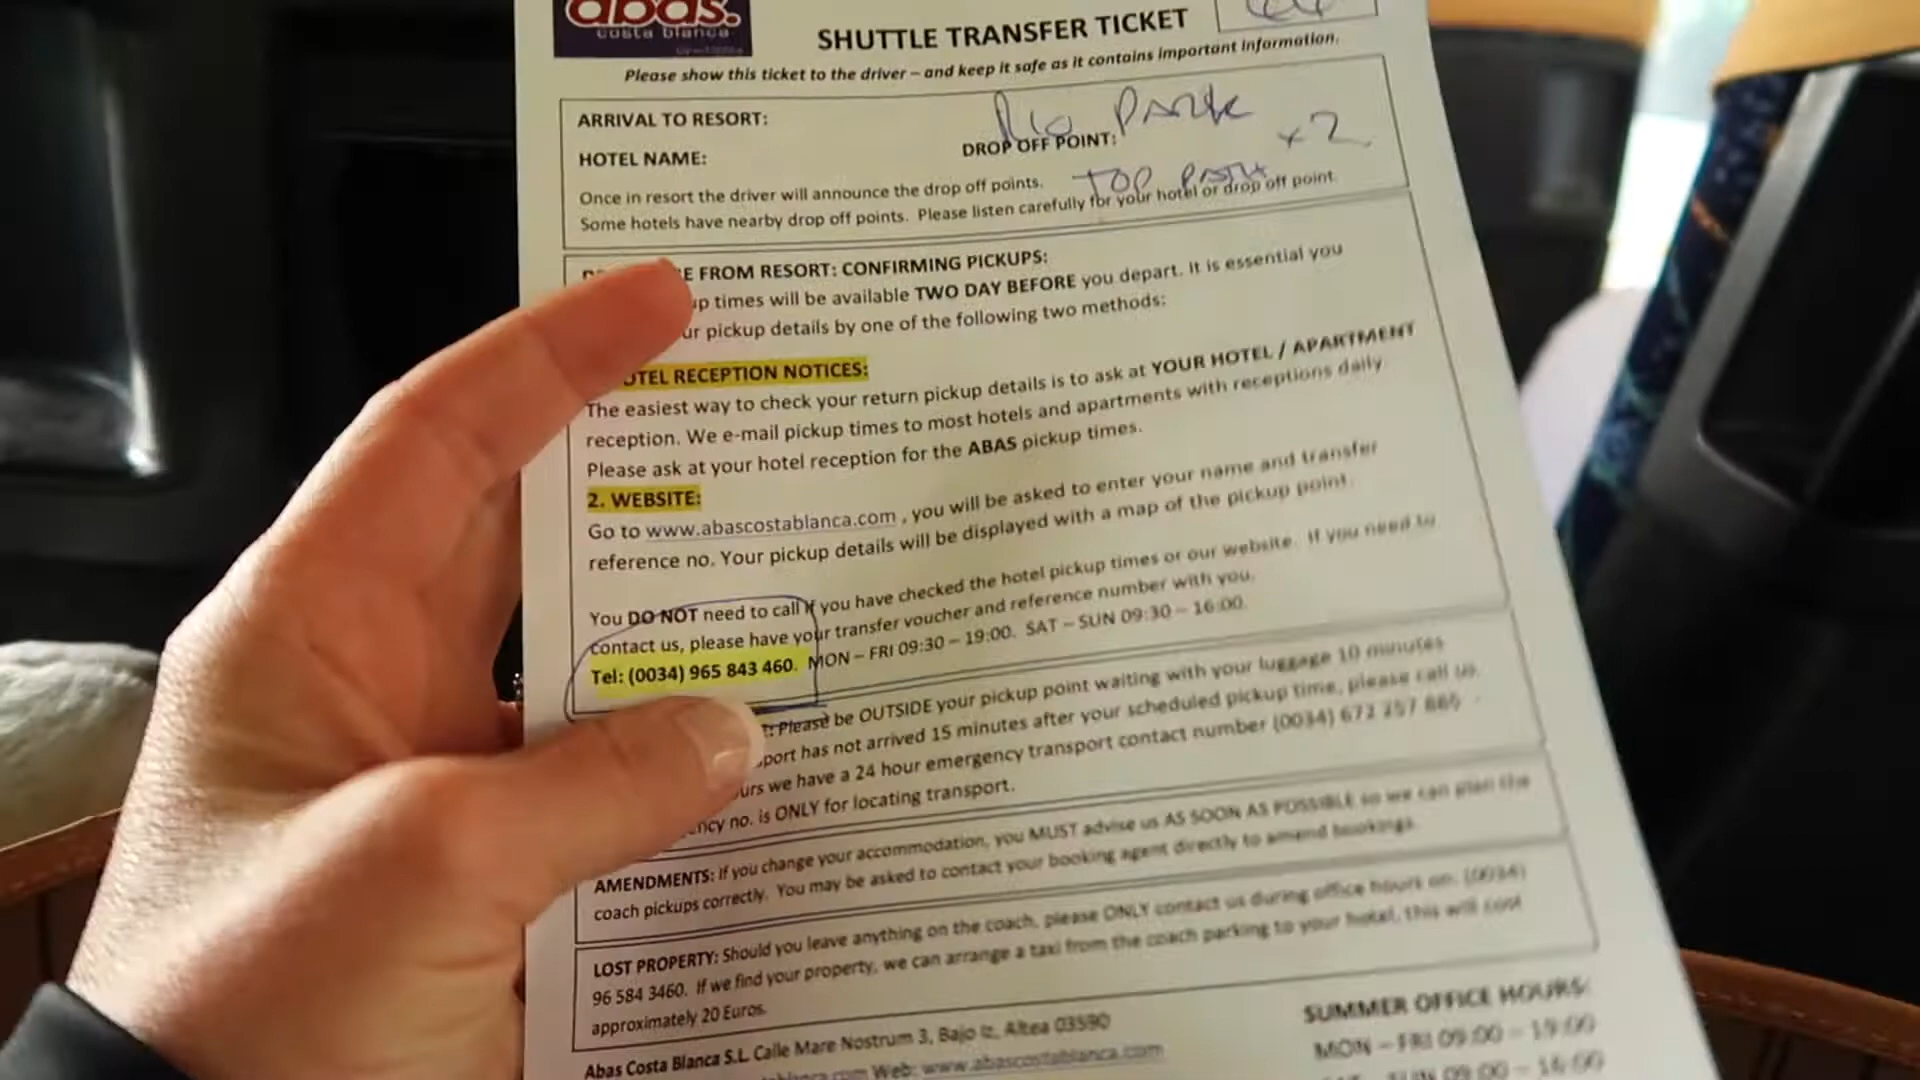 abas.
costa blanca
SHUTTLE TRANSFER TICKET
Please show this ticket to the driver – and keep it safe as it contains important information.
ARRIVAL TO RESORT:
Rio Park
HOTEL NAME:
DROP OFF POINT:
x2
Once in resort the driver will announce the drop off points.
TOP
Some hotels have nearby drop off points. Please listen carefully for your hotel or drop off point.
FROM RESORT: CONFIRMING PICKUPS:
times will be available TWO DAY BEFORE you depart. It is essential you
pickup details by one of the following two methods:
RECEPTION NOTICES:
The easiest way to check your return pickup details is to ask at YOUR HOTEL / APARTMENT
reception. We e-mail pickup times to most hotels and apartments with receptions daily.
Please ask at your hotel reception for the ABAS pickup times.
2. WEBSITE:
Go to www.abascostablanca.com , you will be asked to enter your name and transfer
reference no. Your pickup details will be displayed with a map of the pickup point.
You DO NOT need to call if you have checked the hotel pickup times or our website. If you need to
contact us, please have your transfer voucher and reference number with you.
Tel: (0034) 965 843 460. MON – FRI 09:30 – 19:00. SAT – SUN 09:30 – 16:00.
Please be OUTSIDE your pickup point waiting with your luggage 10 minutes
has not arrived 15 minutes after your scheduled pickup time, please call us.
we have a 24 hour emergency transport contact number (0034)
no. is ONLY for locating transport.
AMENDMENTS: If you change your accommodation, you MUST advise us AS SOON AS POSSIBLE so we can plan the
coach pickups correctly. You may be asked to contact your booking agent directly to amend bookings.
LOST PROPERTY: Should you leave anything on the coach, please ONLY contact us during office hours on: (0034)
96 584 3460. If we find your property, we can arrange a taxi from the coach parking to your hotel, this will cost
approximately 20 Euros.
SUMMER OFFICE HOURS:
Abas Costa Blanca S.L. Calle Mare Nostrum 3, Bajo Iz, Altea 03590
MON – FRI 09:00 – 19:00
Web: www.abascostablanca.com
SUN 09:00 – 16:00